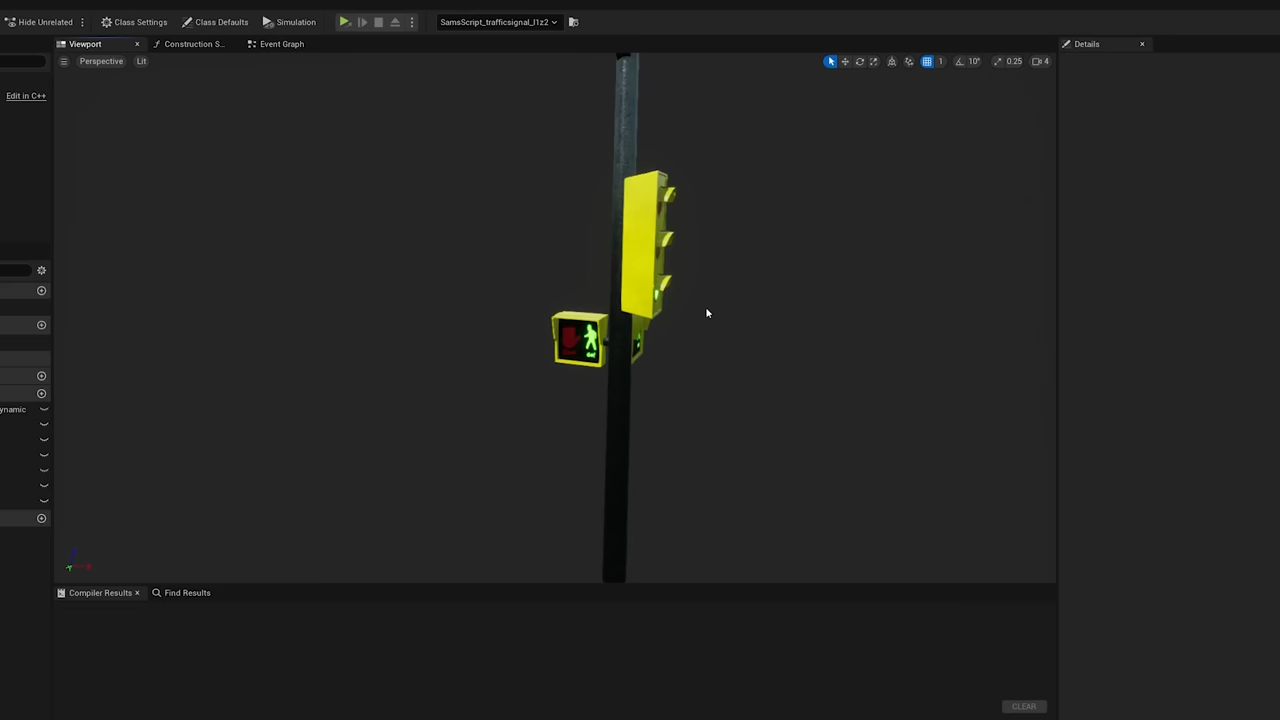 Hide Unrelated
Class Settings
Class Defaults
Simulation
SamsScript_trafficsignal_l1z2
Viewport
Construction S...
Event Graph
Details
Perspective
Lit
1
10°
0.25
4
Edit in C++
ynamic
Compiler Results
Find Results
CLEAR